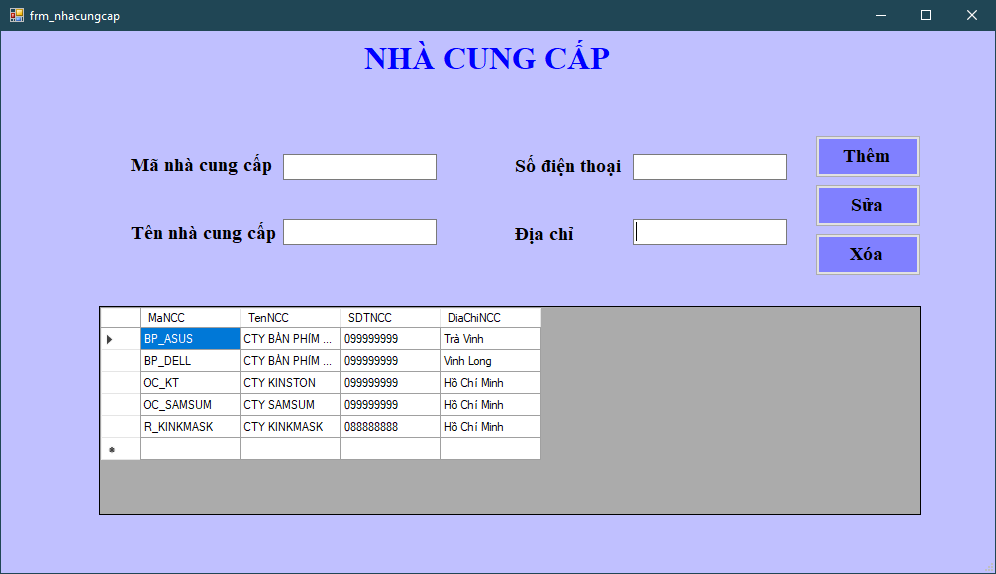 frm_nhacungcap
NHÀ CUNG CẤP
Mã nhà cung cấp
Số điện thoại
Thêm
Sửa
Tên nhà cung cấp
Địa chỉ
Xóa
MaNCC TenNCC SDTNCC DiaChiNCC
BP_ASUS CTY BÀN PHÍM ... 099999999 Trà Vinh
BP_DELL CTY BÀN PHÍM ... 099999999 Vinh Long
OC_KT CTY KINSTON 099999999 Hồ Chí Minh
OC_SAMSUM CTY SAMSUM 099999999 Hồ Chí Minh
R_KINKMASK CTY KINKMASK 088888888 Hồ Chí Minh